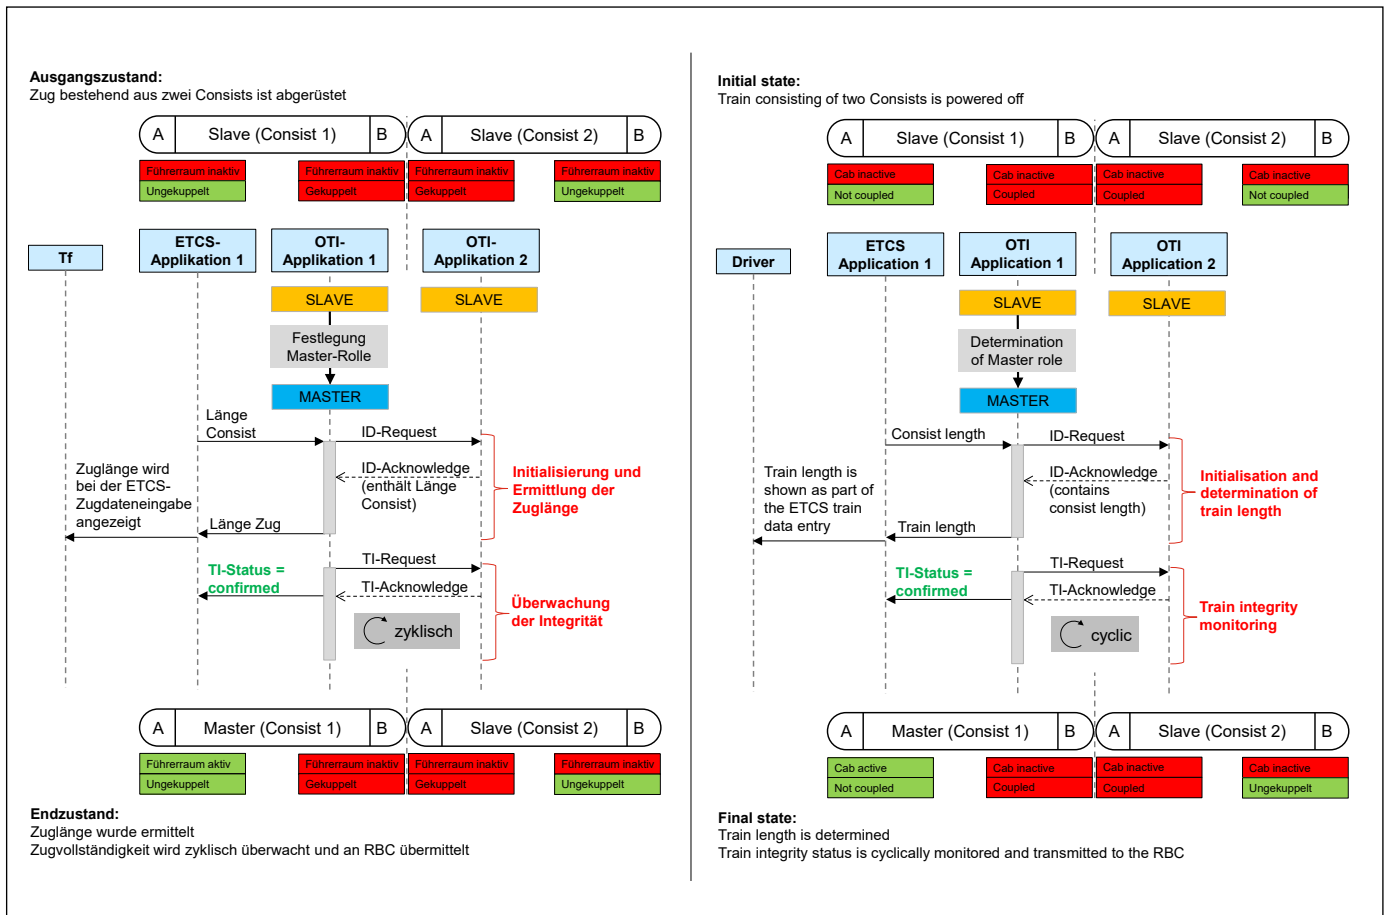 Ausgangszustand:
Zug bestehend aus zwei Consists ist abgerüstet
A
Slave (Consist 1)
B
A
Slave (Consist 2)
B
Führerraum inaktiv
Ungekuppelt
Führerraum inaktiv
Gekuppelt
Führerraum inaktiv
Gekuppelt
Führerraum inaktiv
Ungekuppelt
Tf
ETCS-
Applikation 1
OTI-
Applikation 1
OTI-
Applikation 2
SLAVE
SLAVE
Festlegung
Master-Rolle
MASTER
Länge
Consist
ID-Request
ID-Acknowledge
(enthält Länge
Consist)
Initialisierung und
Ermittlung der
Zuglänge
Zuglänge wird
bei der ETCS-
Zugdateneingabe
angezeigt
Länge Zug
TI-Request
TI-Status =
confirmed
TI-Acknowledge
Überwachung
der Integrität
zyklisch
A
Master (Consist 1)
B
A
Slave (Consist 2)
B
Führerraum aktiv
Ungekuppelt
Führerraum inaktiv
Gekuppelt
Führerraum inaktiv
Gekuppelt
Führerraum inaktiv
Ungekuppelt
Endzustand:
Zuglänge wurde ermittelt
Zugvollständigkeit wird zyklisch überwacht und an RBC übermittelt
Initial state:
Train consisting of two Consists is powered off
A
Slave (Consist 1)
B
A
Slave (Consist 2)
B
Cab inactive
Not coupled
Cab inactive
Coupled
Cab inactive
Coupled
Cab inactive
Not coupled
Driver
ETCS
Application 1
OTI
Application 1
OTI
Application 2
SLAVE
SLAVE
Determination
of Master role
MASTER
Consist length
ID-Request
ID-Acknowledge
(contains
consist length)
Initialisation and
determination of
train length
Train length is
shown as part of
the ETCS train
data entry
Train length
TI-Request
TI-Status =
confirmed
TI-Acknowledge
Train integrity
monitoring
cyclic
A
Master (Consist 1)
B
A
Slave (Consist 2)
B
Cab active
Not coupled
Cab inactive
Coupled
Cab inactive
Coupled
Cab inactive
Ungekuppelt
Final state:
Train length is determined
Train integrity status is cyclically monitored and transmitted to the RBC